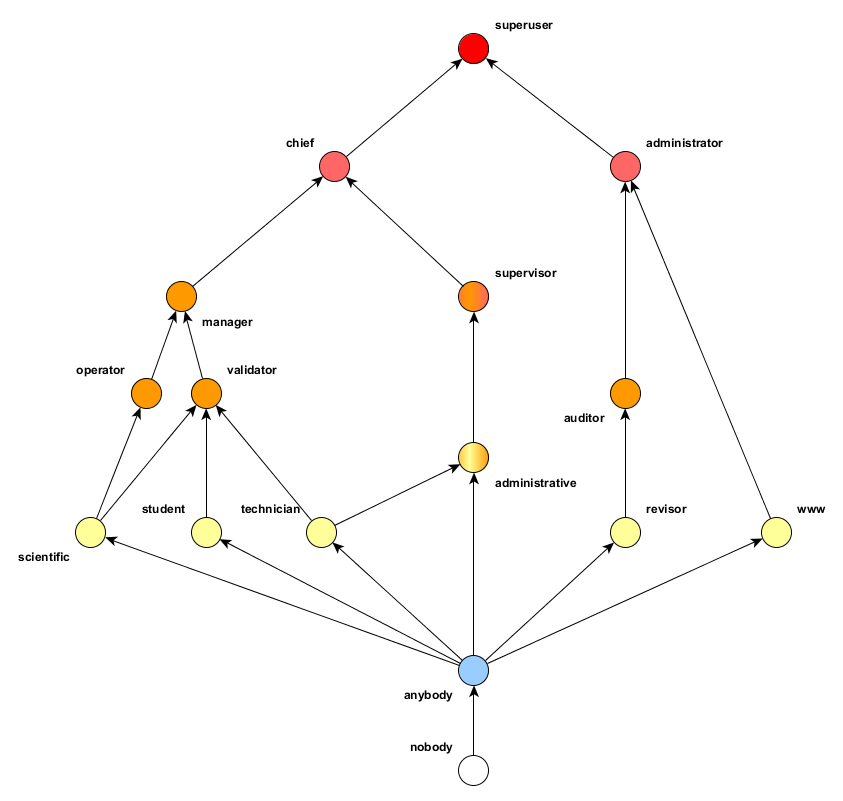 superuser
chief
administrator
supervisor
manager
operator
validator
auditor
administrative
student
technician
revisor
www
scientific
anybody
nobody